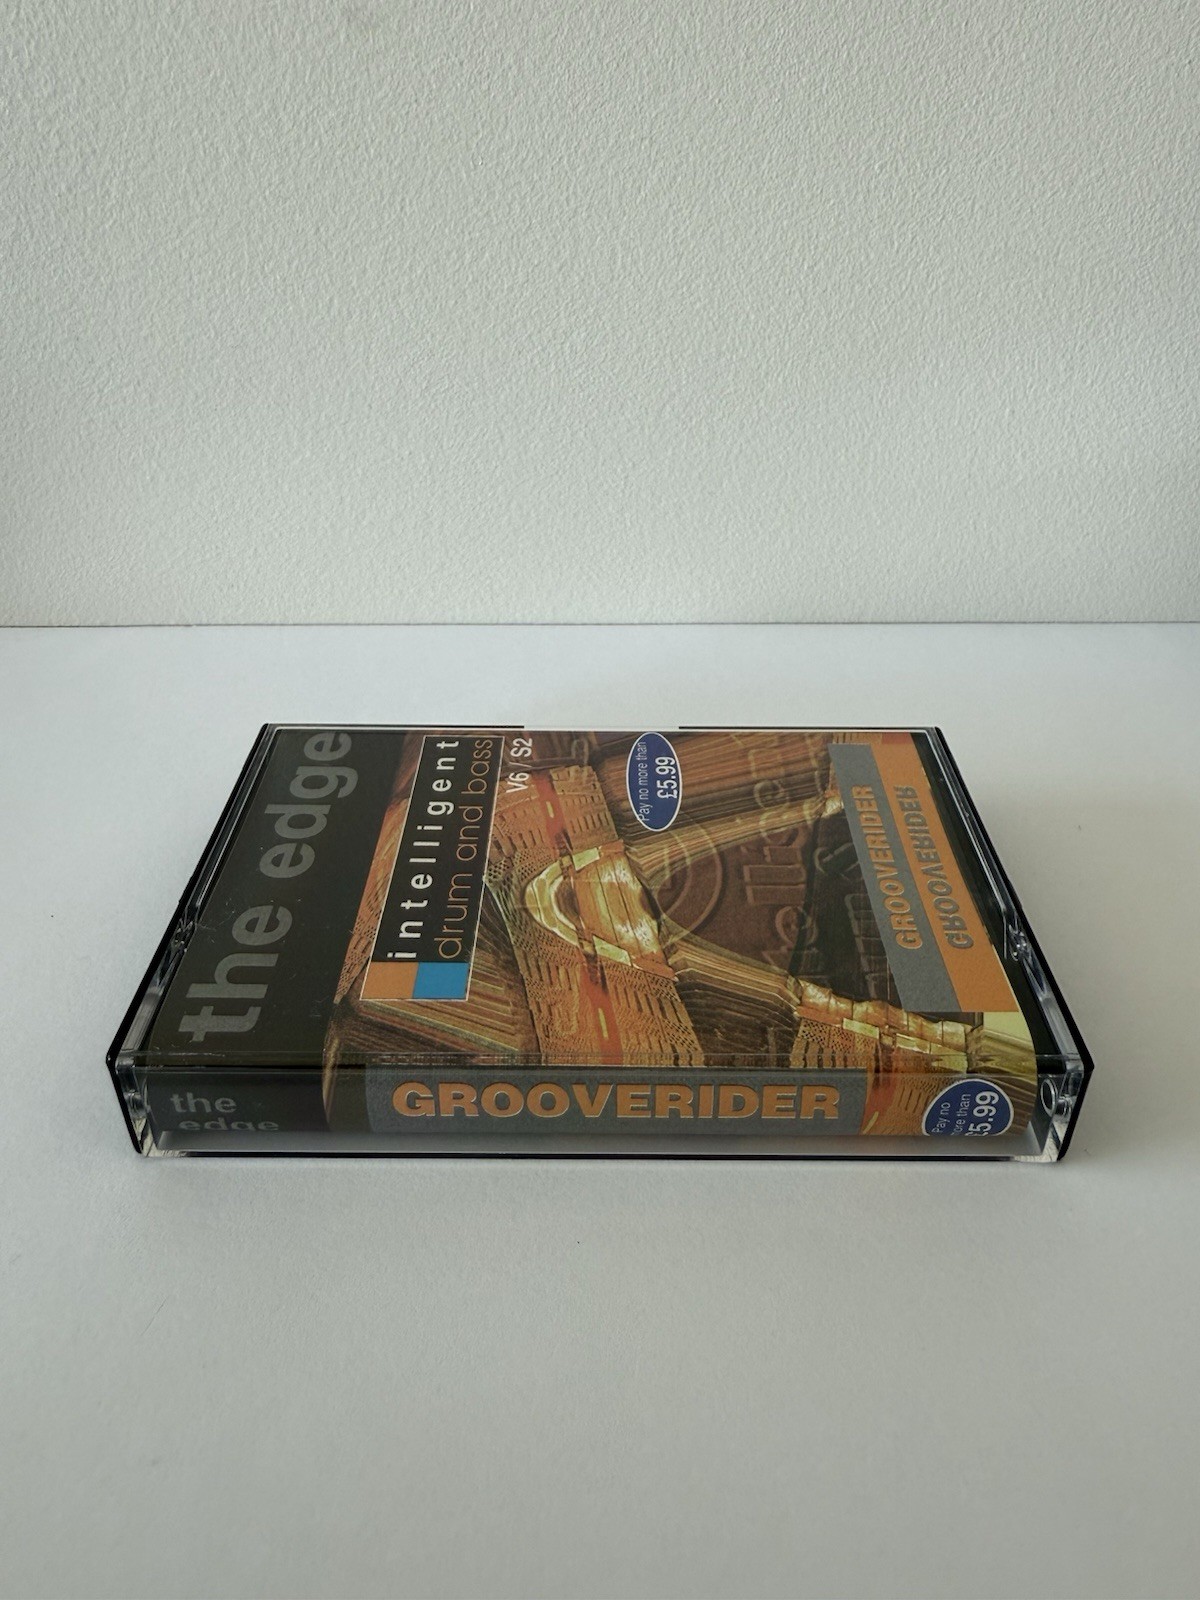 the edge
intelligent
drum and bass
V6 / S2
Pay no more than
£5.99
GROOVERIDER
GROOVERIDER
the
edge
GROOVERIDER
Pay no
more than
£5.99